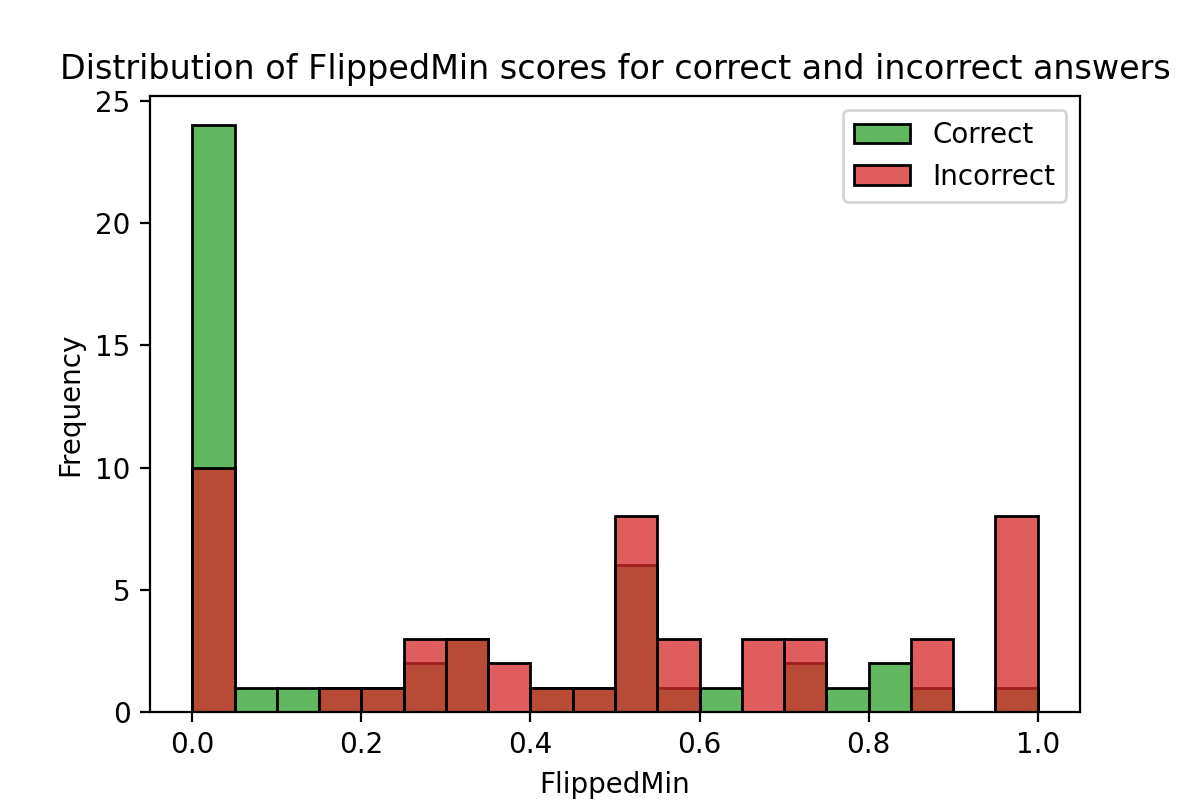 Distribution of FlippedMin scores for correct and incorrect answers
25
20
15
10
5
0
Frequency
Correct
Incorrect
0.0 0.2 0.4 0.6 0.8 1.0
FlippedMin